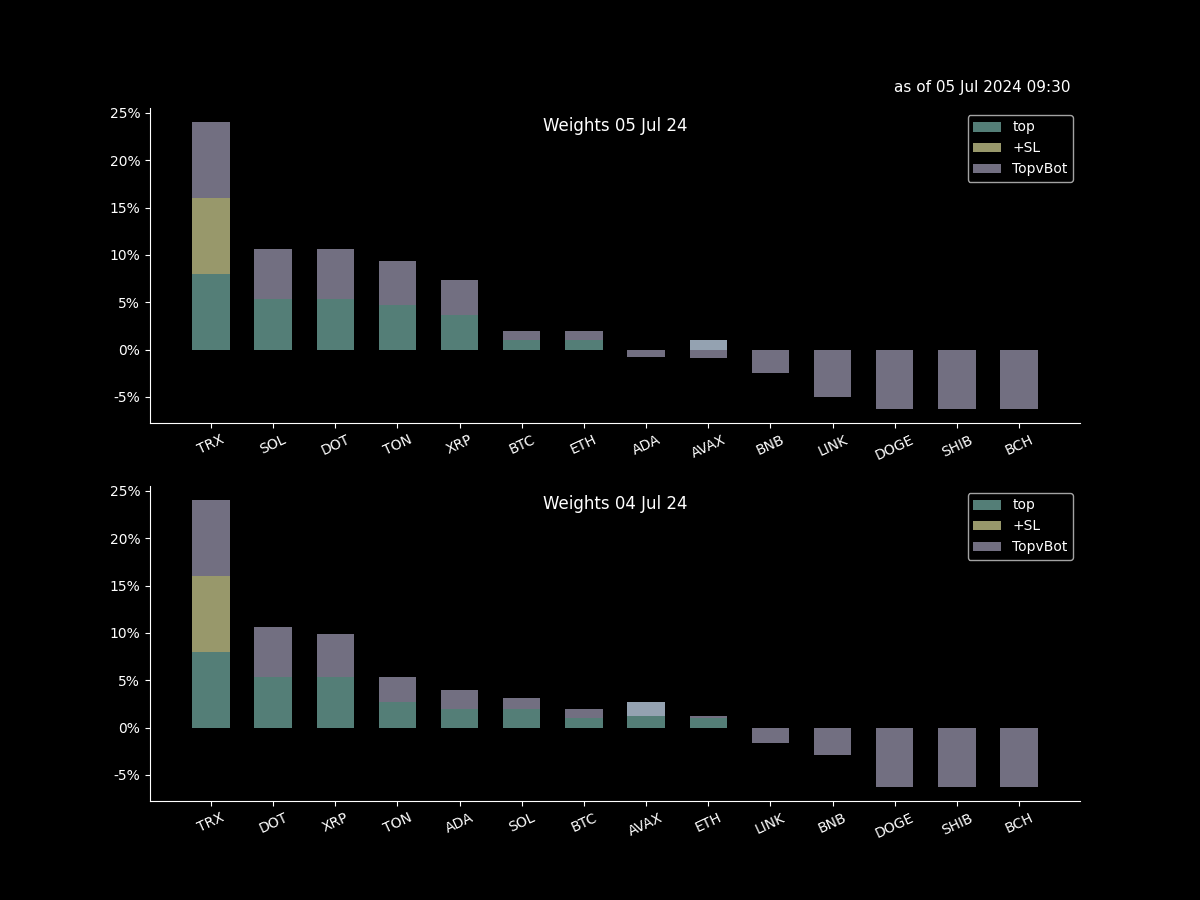 as of 05 Jul 2024 09:30
Weights 05 Jul 24
25%
20%
15%
10%
5%
0%
-5%
top
+SL
TopvBot
TRX SOL DOT TON XRP BTC ETH ADA AVAX BNB LINK DOGE SHIB BCH
Weights 04 Jul 24
25%
20%
15%
10%
5%
0%
-5%
top
+SL
TopvBot
TRX DOT XRP TON ADA SOL BTC AVAX ETH LINK BNB DOGE SHIB BCH